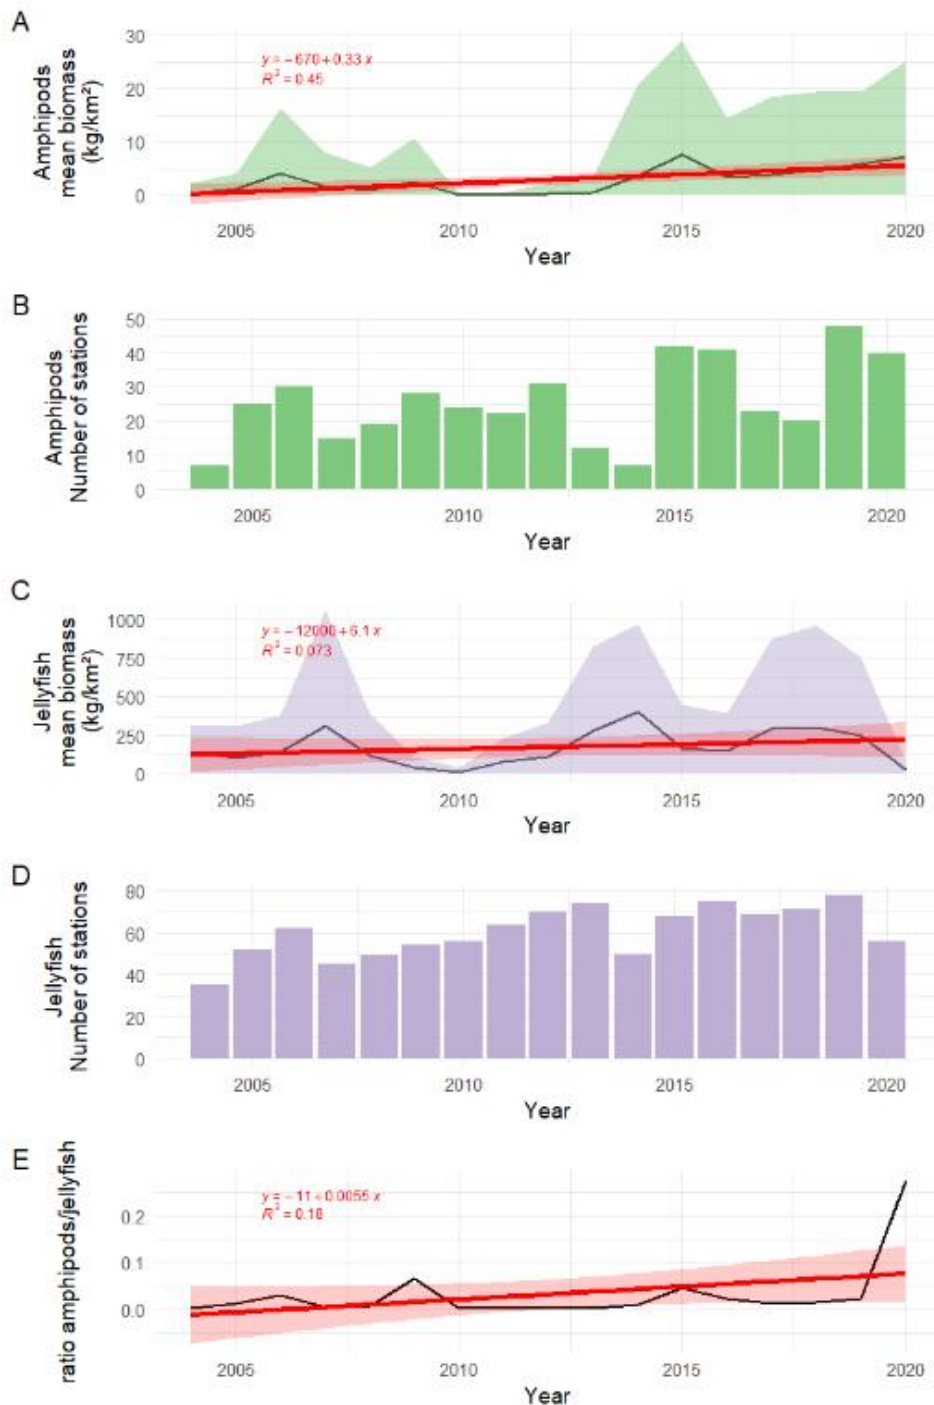 A
Amphipods
mean biomass
(kg/km²)
30
20
10
0
y = −670+0.33 x
R² = 0.45
2005
2010
2015
2020
Year
B
Amphipods
Number of stations
50
40
30
20
10
0
2005
2010
2015
2020
Year
C
Jellyfish
mean biomass
(kg/km²)
1000
750
500
250
0
y = −12000+6.1 x
R² = 0.073
2005
2010
2015
2020
Year
D
Jellyfish
Number of stations
80
60
40
20
0
2005
2010
2015
2020
Year
E
ratio amphipods/jellyfish
0.2
0.1
0.0
y = −11+0.0055 x
R² = 0.18
2005
2010
2015
2020
Year